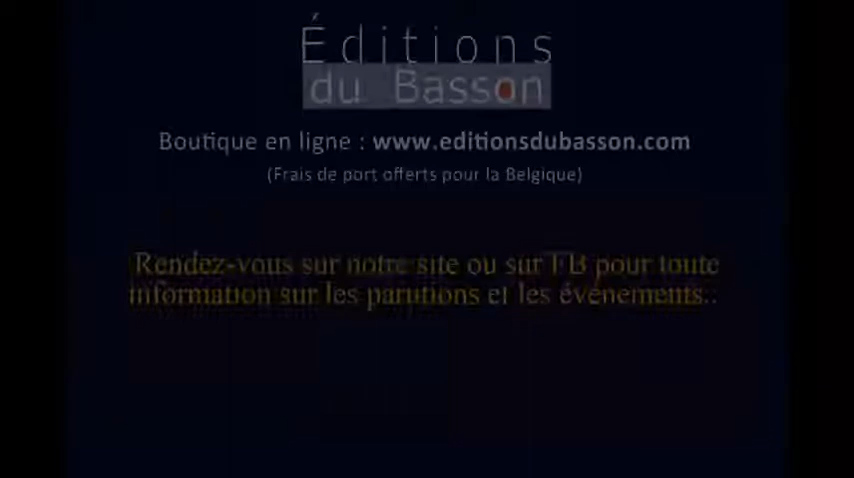 Éditions
du Basson
Boutique en ligne : www.editionsdubasson.com
(Frais de port offerts pour la Belgique)
Rendez-vous sur notre site ou sur FB pour toute
information sur les parutions et les événements..